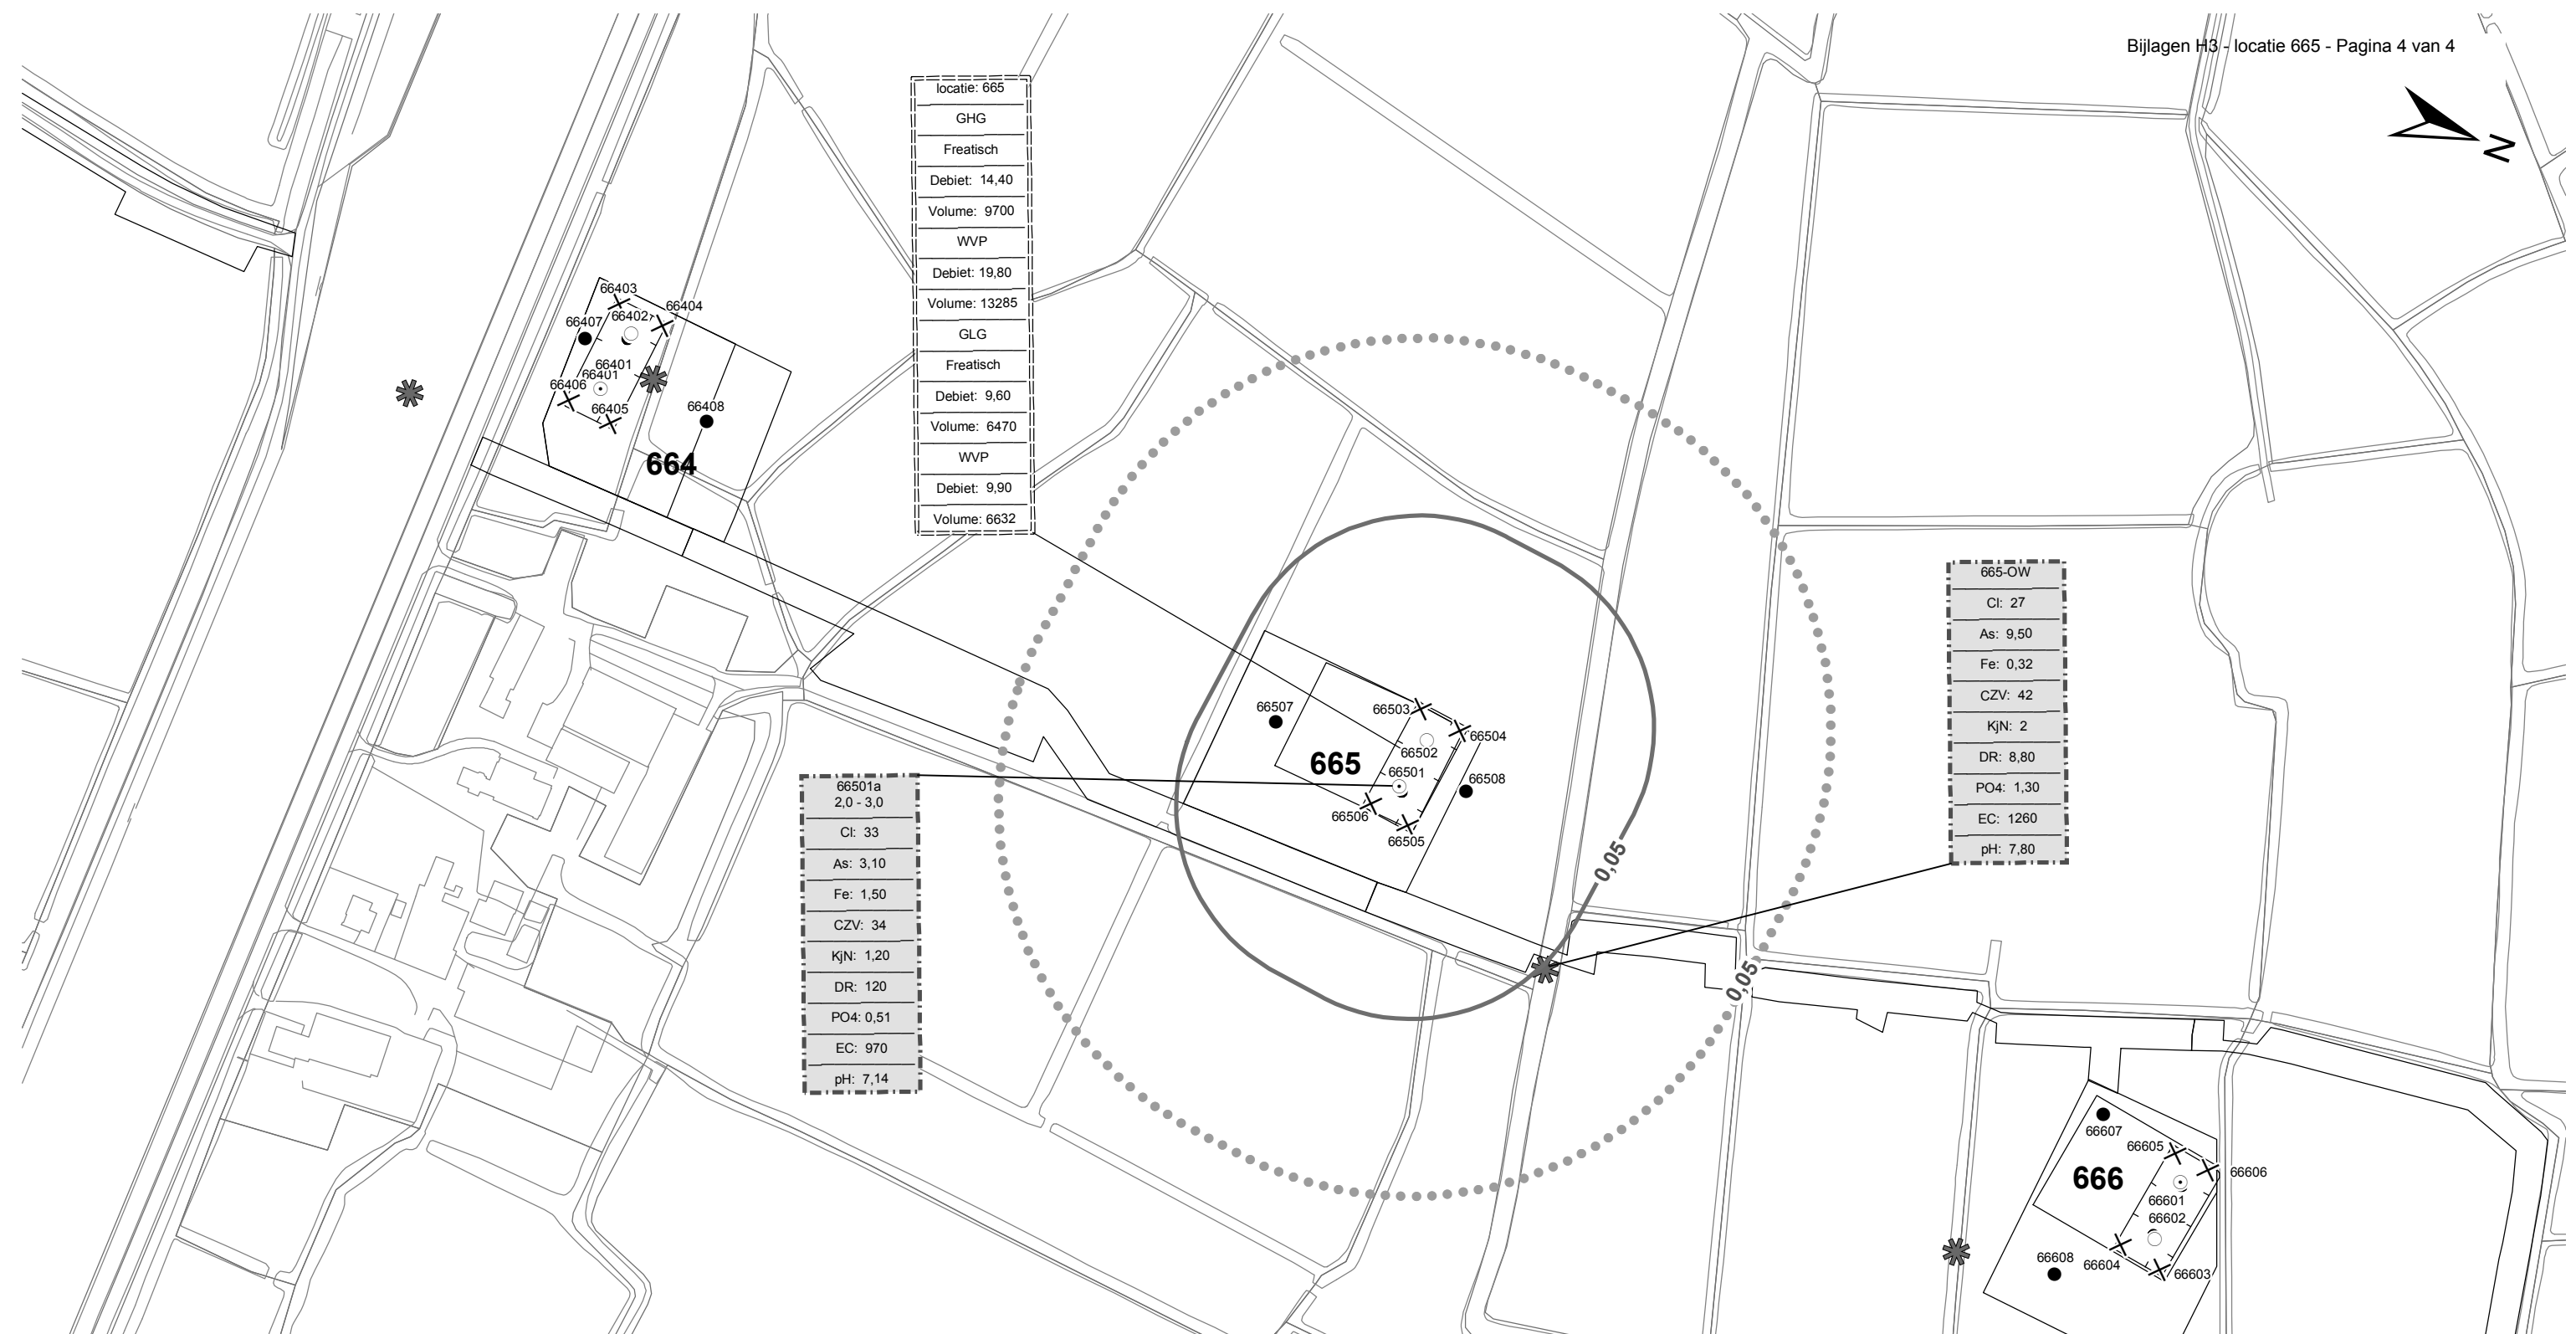 Bijlagen H3 - locatie 665 - Pagina 4 van 4
N
locatie: 665
GHG
Freatisch
Debiet: 14,40
Volume: 9700
WVP
Debiet: 19,80
Volume: 13285
GLG
Freatisch
Debiet: 9,60
Volume: 6470
WVP
Debiet: 9,90
Volume: 6632
66403
66404
66407
66402
66401
66401
66406
66405
66408
664
66507
66503
66504
66502
665
66501
66508
66506
66505
0,05
0,05
665-OW
Cl: 27
As: 9,50
Fe: 0,32
CZV: 42
KjN: 2
DR: 8,80
PO4: 1,30
EC: 1260
pH: 7,80
66501a
2,0 - 3,0
Cl: 33
As: 3,10
Fe: 1,50
CZV: 34
KjN: 1,20
DR: 120
PO4: 0,51
EC: 970
pH: 7,14
66607
66605
66606
666
66601
66602
66608
66604
66603